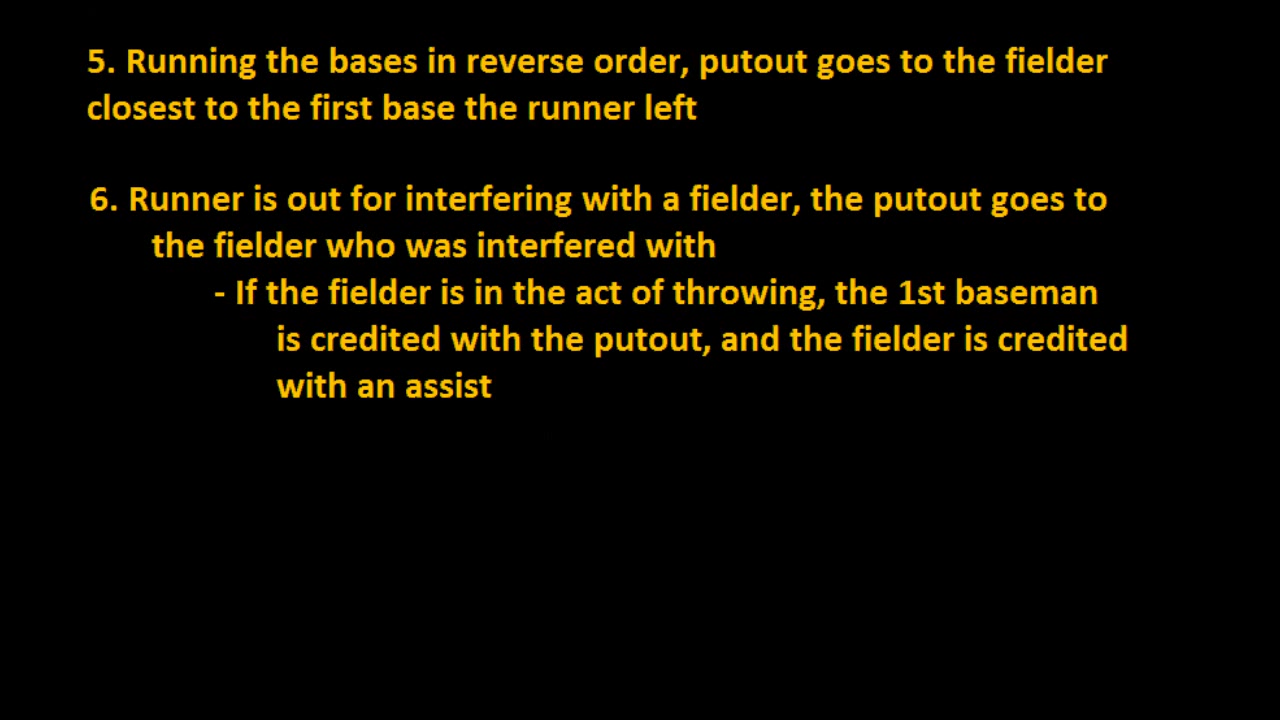 5. Running the bases in reverse order, putout goes to the fielder
closest to the first base the runner left
6. Runner is out for interfering with a fielder, the putout goes to
the fielder who was interfered with
- If the fielder is in the act of throwing, the 1st baseman
is credited with the putout, and the fielder is credited
with an assist